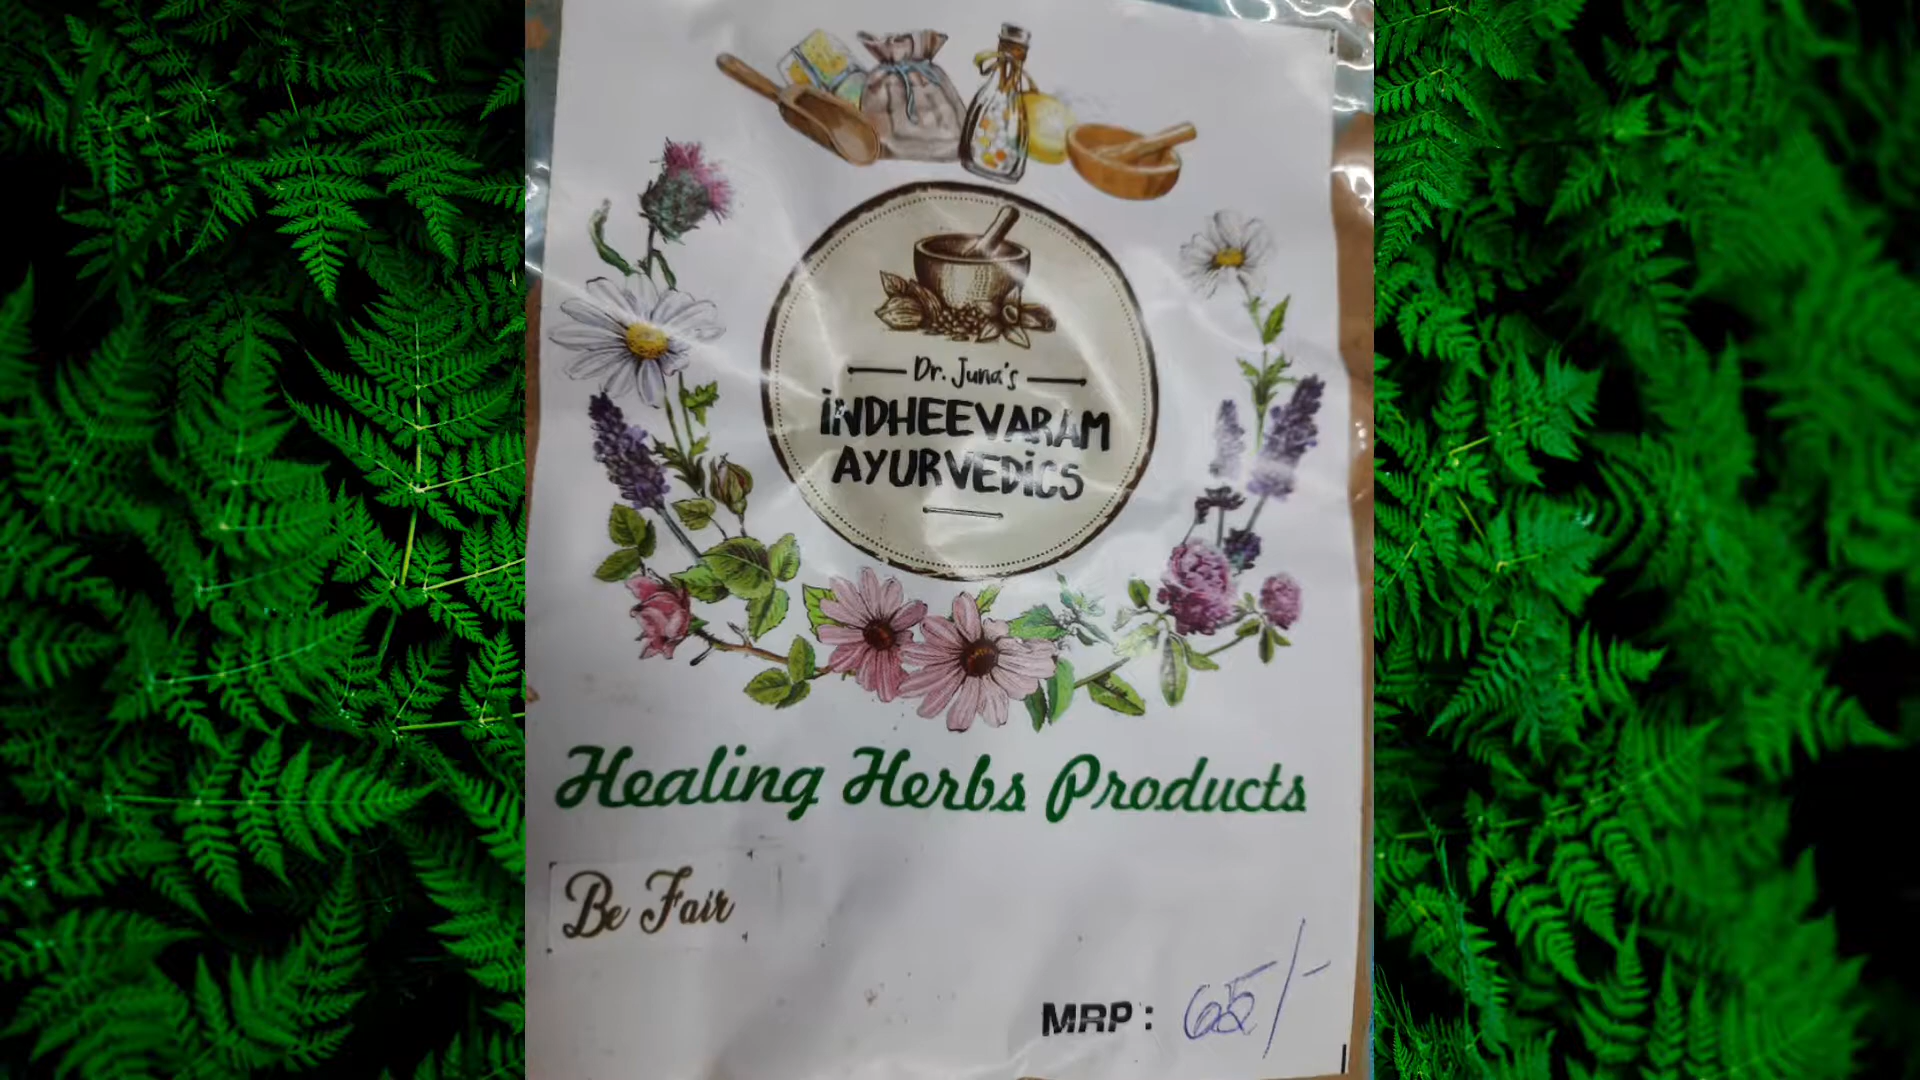 Dr. Juna's
INDHEEVARAM
AYURVEDICS
Healing Herbs Products
Be Fair
MRP: 65/-